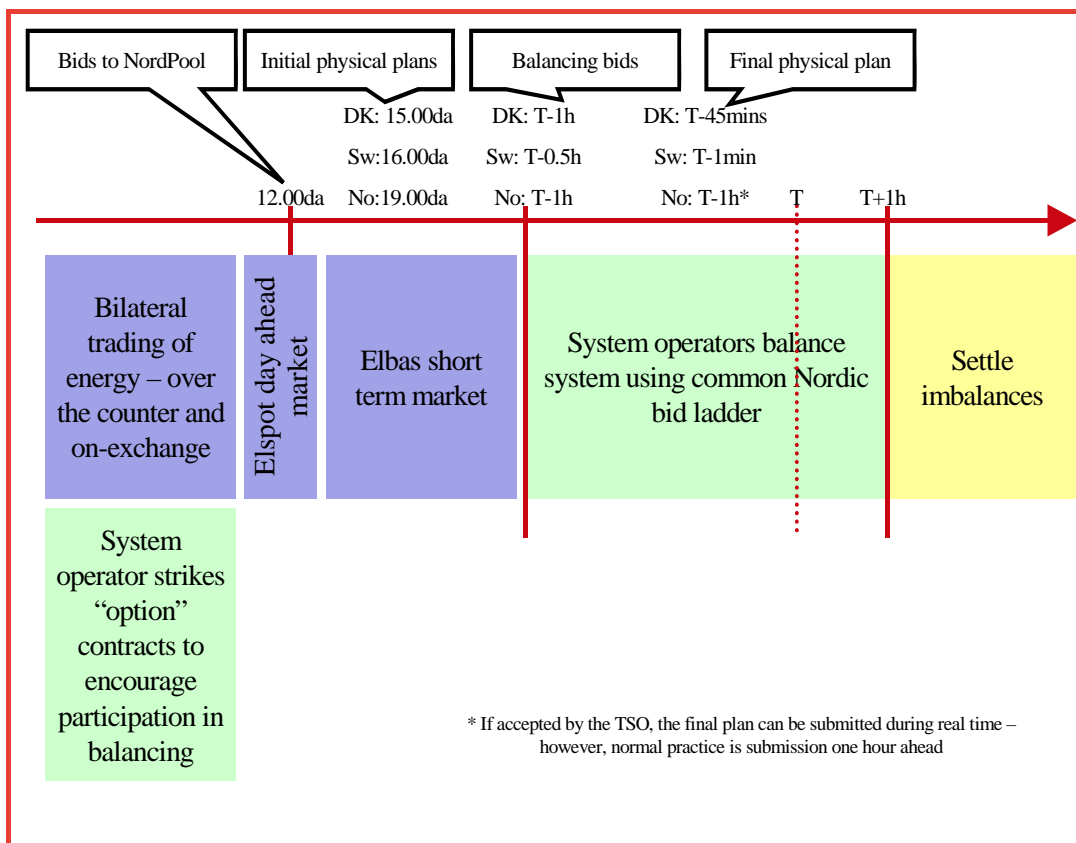 Bids to NordPool
Initial physical plans
Balancing bids
Final physical plan
DK: 15.00da
DK: T-1h
DK: T-45mins
Sw:16.00da
Sw: T-0.5h
Sw: T-1min
12.00da
No:19.00da
No: T-1h
No: T-1h*
T
T+1h
Bilateral
trading of
energy – over
the counter and
on-exchange
Elspot day ahead
market
Elbas short
term market
System operators balance
system using common Nordic
bid ladder
Settle
imbalances
System
operator strikes
“option”
contracts to
encourage
participation in
balancing
* If accepted by the TSO, the final plan can be submitted during real time –
however, normal practice is submission one hour ahead